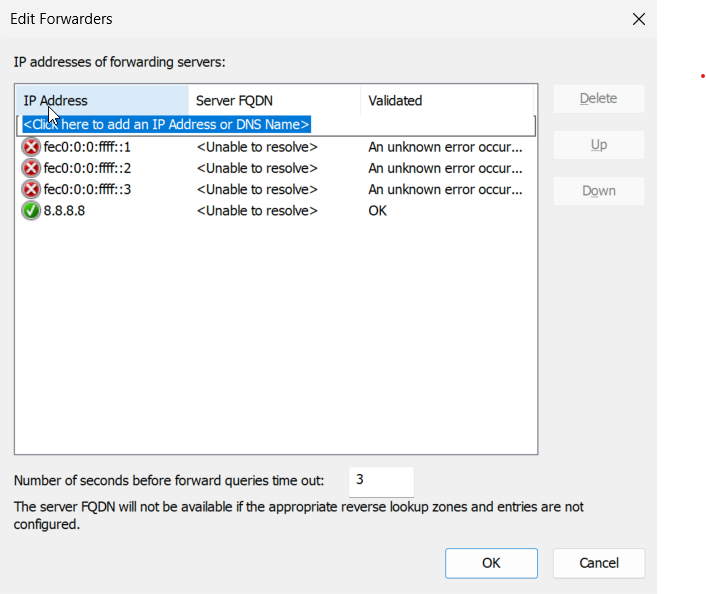 Edit Forwarders
IP addresses of forwarding servers:
IP Address Server FQDN Validated
<Click here to add an IP Address or DNS Name>
fec0:0:0:ffff::1 <Unable to resolve> An unknown error occur...
fec0:0:0:ffff::2 <Unable to resolve> An unknown error occur...
fec0:0:0:ffff::3 <Unable to resolve> An unknown error occur...
8.8.8.8 <Unable to resolve> OK
Delete
Up
Down
Number of seconds before forward queries time out: 3
The server FQDN will not be available if the appropriate reverse lookup zones and entries are not
configured.
OK Cancel